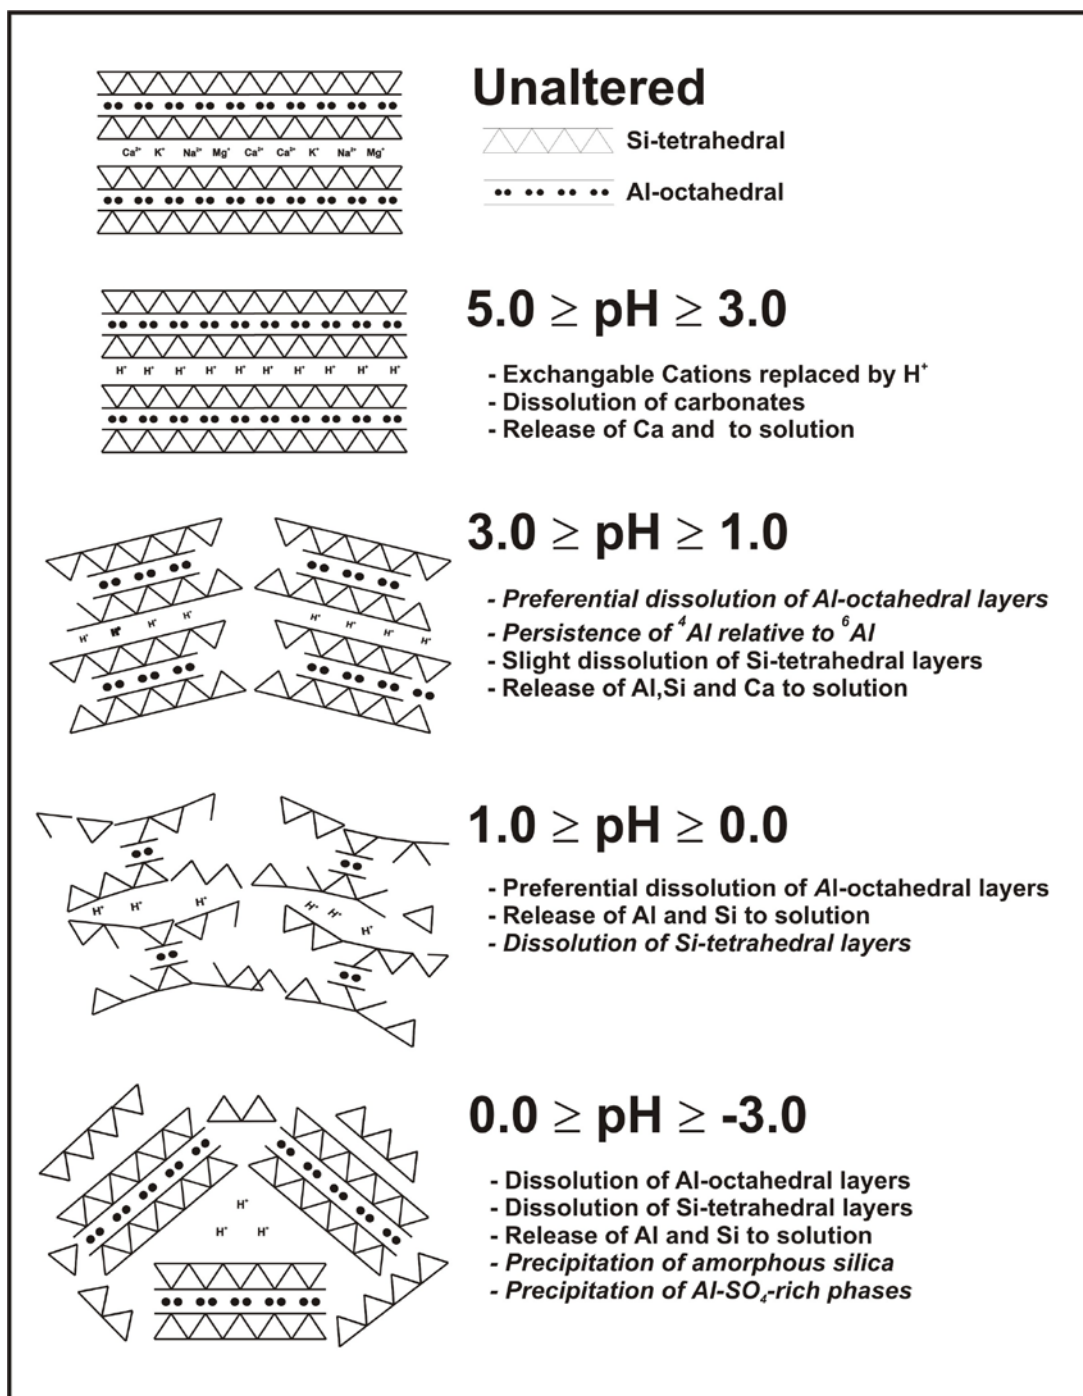 Unaltered
Si-tetrahedral
Al-octahedral
Ca²⁺ K⁺ Na²⁺ Mg⁺ Ca²⁺ Ca²⁺ K⁺ Na²⁺ Mg⁺
5.0 ≥ pH ≥ 3.0
- Exchangable Cations replaced by H⁺
- Dissolution of carbonates
- Release of Ca and to solution
H⁺ H⁺ H⁺ H⁺ H⁺ H⁺ H⁺ H⁺ H⁺ H⁺
3.0 ≥ pH ≥ 1.0
- Preferential dissolution of Al-octahedral layers
- Persistence of ⁴Al relative to ⁶Al
- Slight dissolution of Si-tetrahedral layers
- Release of Al,Si and Ca to solution
H⁺ H⁺ H⁺ H⁺ H⁺ H⁺ H⁺ H⁺
1.0 ≥ pH ≥ 0.0
- Preferential dissolution of Al-octahedral layers
- Release of Al and Si to solution
- Dissolution of Si-tetrahedral layers
H⁺ H⁺ H⁺ H⁺ H⁺ H⁺
0.0 ≥ pH ≥ -3.0
- Dissolution of Al-octahedral layers
- Dissolution of Si-tetrahedral layers
- Release of Al and Si to solution
- Precipitation of amorphous silica
- Precipitation of Al-SO₄-rich phases
H⁺
H⁺ H⁺